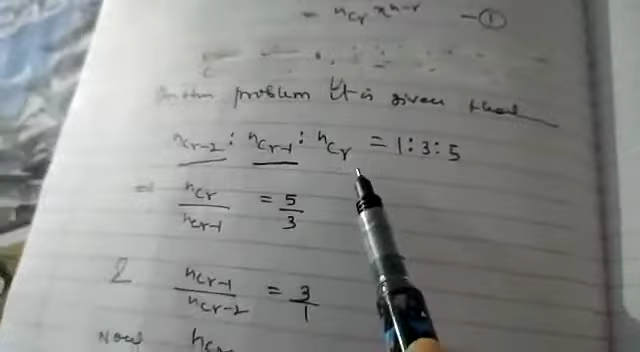 = nCr x^n-r —①
In the problem it is given that
nCr-2 : nCr-1 : nCr = 1:3:5
⇒ nCr / nCr-1 = 5/3
& nCr-1 / nCr-2 = 3/1
Now nCr